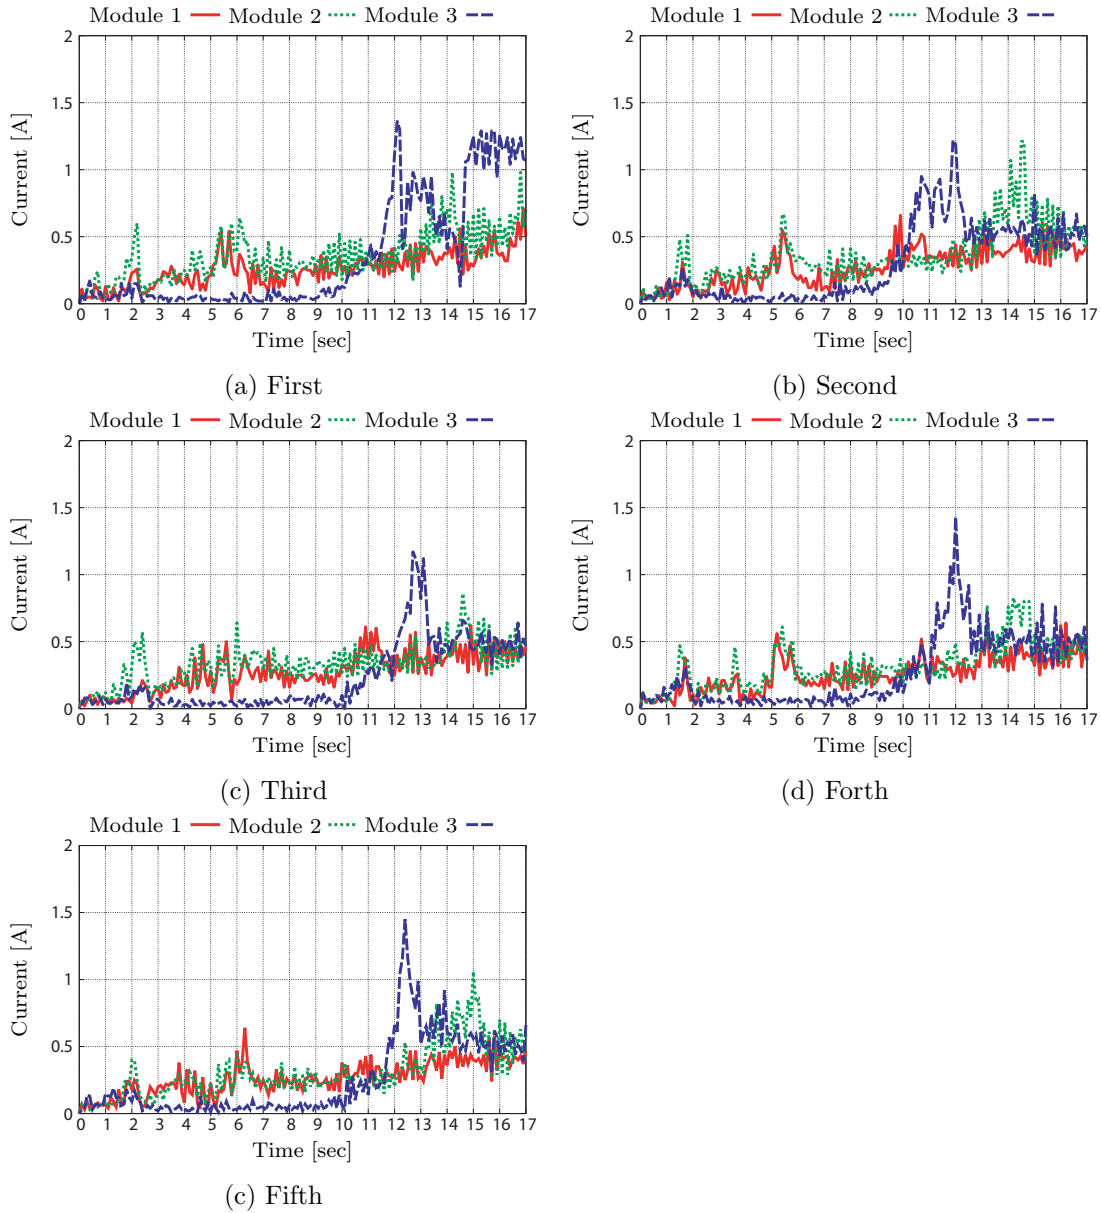 Module 1 Module 2 Module 3
Module 1 Module 2 Module 3
2
1.5
1
0.5
0
Current [A]
0 1 2 3 4 5 6 7 8 9 10 11 12 13 14 15 16 17
Time [sec]
(a) First
2
1.5
1
0.5
0
Current [A]
0 1 2 3 4 5 6 7 8 9 10 11 12 13 14 15 16 17
Time [sec]
(b) Second
Module 1 Module 2 Module 3
2
1.5
1
0.5
0
Current [A]
0 1 2 3 4 5 6 7 8 9 10 11 12 13 14 15 16 17
Time [sec]
(c) Third
Module 1 Module 2 Module 3
2
1.5
1
0.5
0
Current [A]
0 1 2 3 4 5 6 7 8 9 10 11 12 13 14 15 16 17
Time [sec]
(d) Forth
Module 1 Module 2 Module 3
2
1.5
1
0.5
0
Current [A]
0 1 2 3 4 5 6 7 8 9 10 11 12 13 14 15 16 17
Time [sec]
(c) Fifth